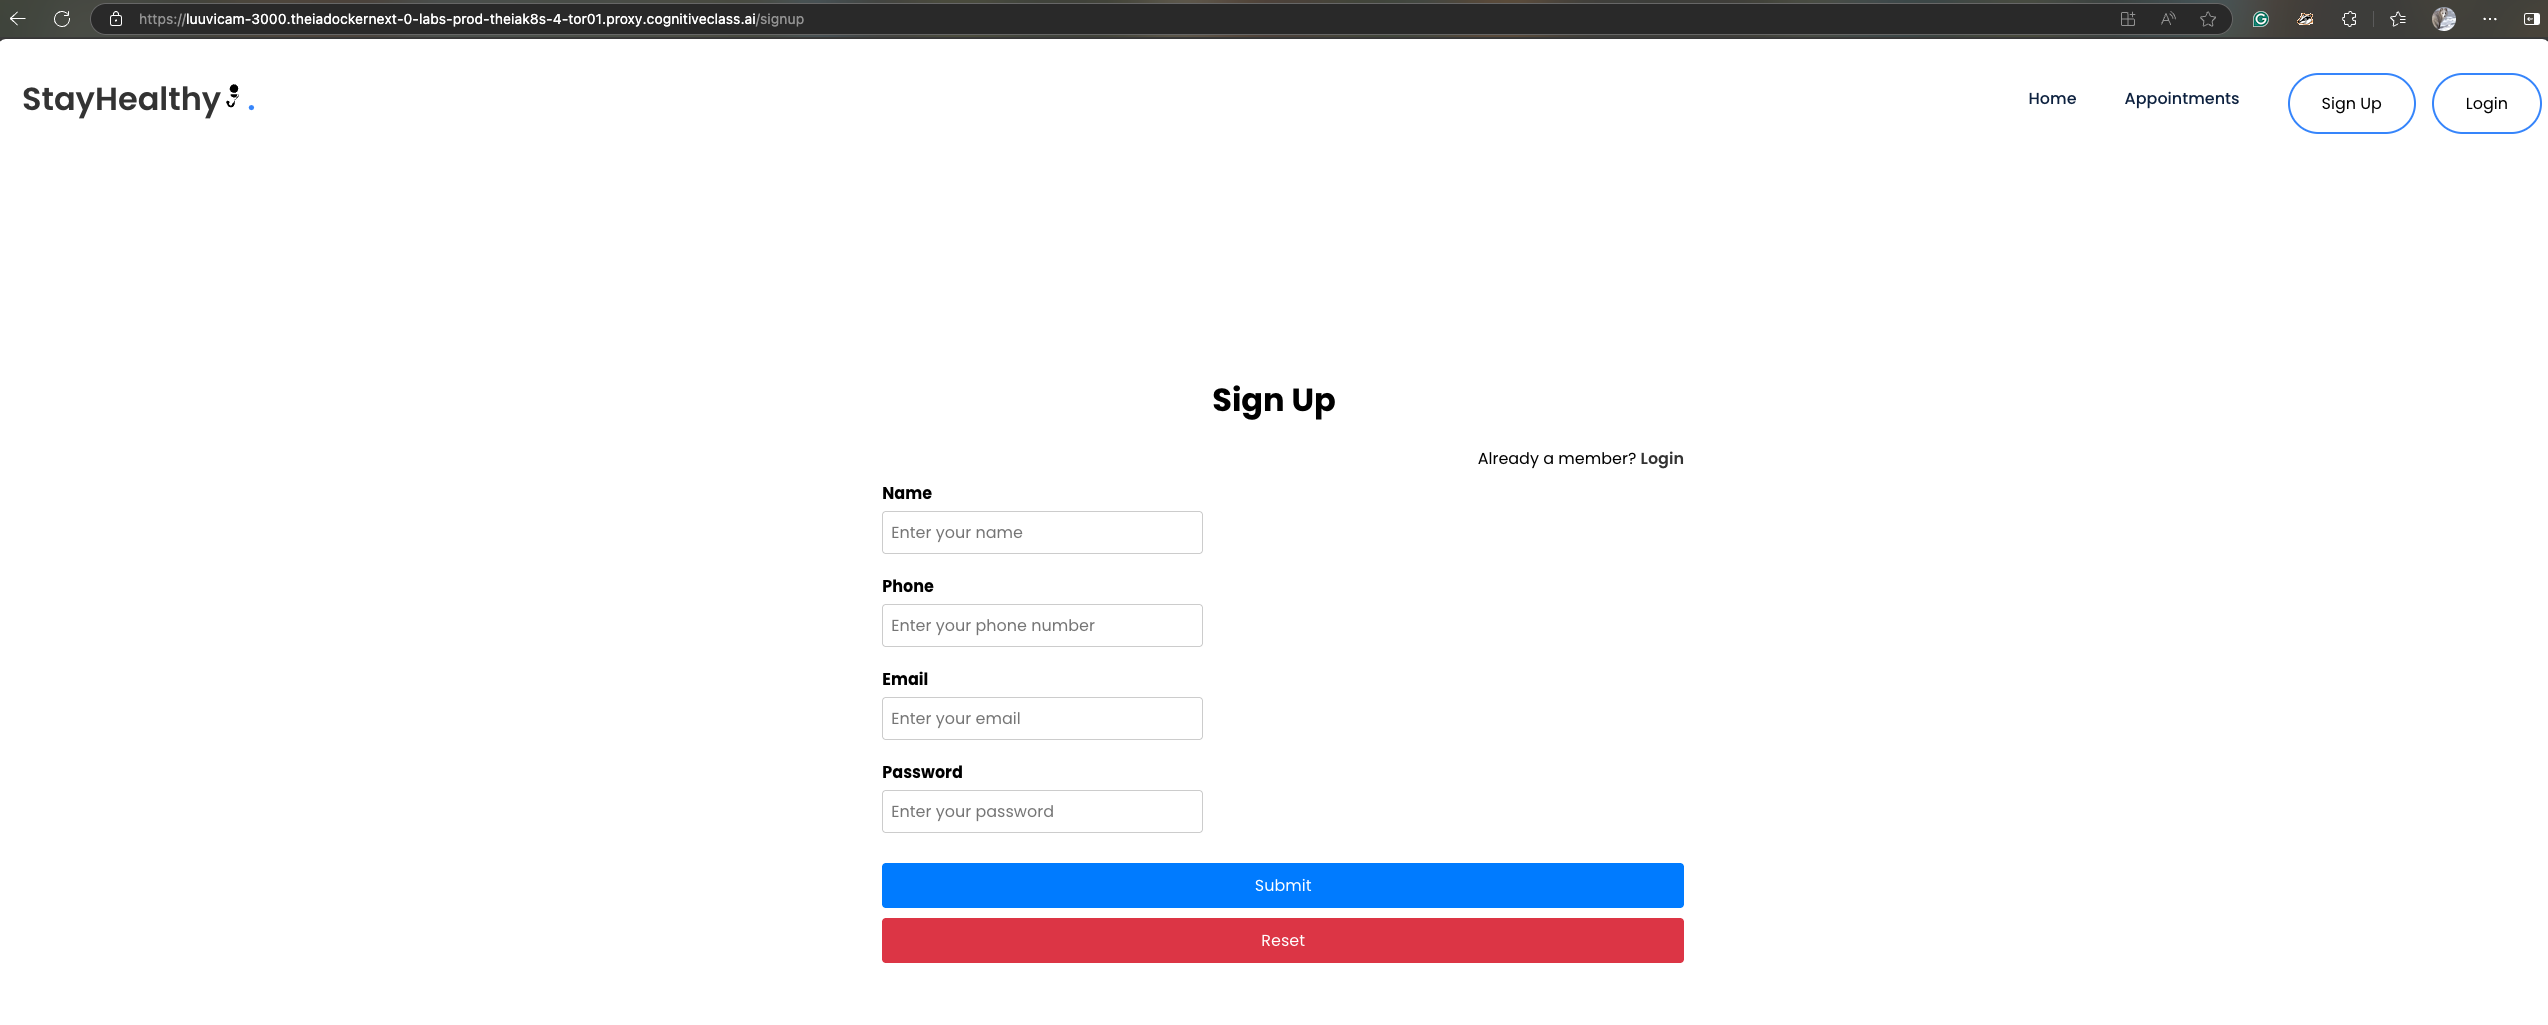 https://luuvicam-3000.theiadockernext-0-labs-prod-theiak8s-4-tor01.proxy.cognitiveclass.ai/signup
StayHealthy.
Home Appointments Sign Up Login
Sign Up
Already a member? Login
Name
Enter your name
Phone
Enter your phone number
Email
Enter your email
Password
Enter your password
Submit
Reset